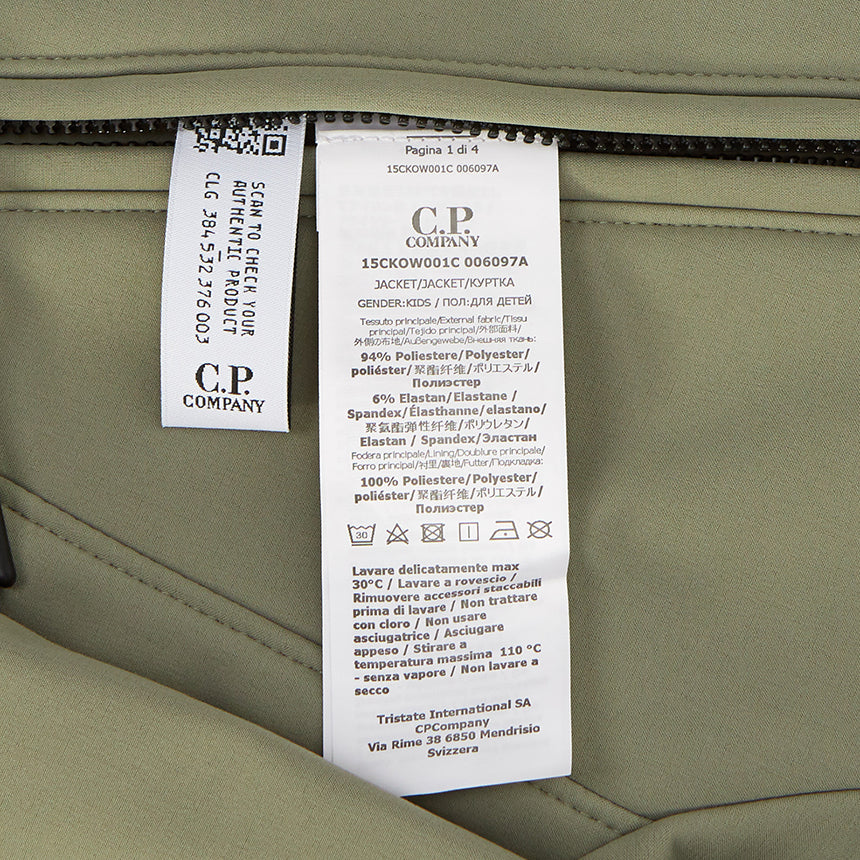 SCAN TO CHECK YOUR
AUTHENTIC PRODUCT
CLG 384532376003
C.P.
COMPANY
Pagina 1 di 4
15CKOW001C 006097A
C.P.
COMPANY
15CKOW001C 006097A
JACKET/JACKET/КУРТКА
GENDER:KIDS / ПОЛ:ДЛЯ ДЕТЕЙ
Tessuto principale/External fabric/Tissu
principal/Tejido principal/外部面料/
外側の布地/Außengewebe/Внешняя ткань:
94% Poliestere/Polyester/
poliéster/聚酯纤维/ポリエステル/
Полиэстер
6% Elastan/Elastane /
Spandex/Élasthanne/elastano/
聚氨酯弹性纤维/ポリウレタン/
Elastan / Spandex/Эластан
Fodera principale/Lining/Doublure principale/
Forro principal/衬里/裏地/Futter/Подкладка:
100% Poliestere/Polyester/
poliéster/聚酯纤维/ポリエステル/
Полиэстер
30
Lavare delicatamente max
30°C / Lavare a rovescio /
Rimuovere accessori staccabili
prima di lavare / Non trattare
con cloro / Non usare
asciugatrice / Asciugare
appeso / Stirare a
temperatura massima 110 °C
- senza vapore / Non lavare a
secco
Tristate International SA
CPCompany
Via Rime 38 6850 Mendrisio
Svizzera